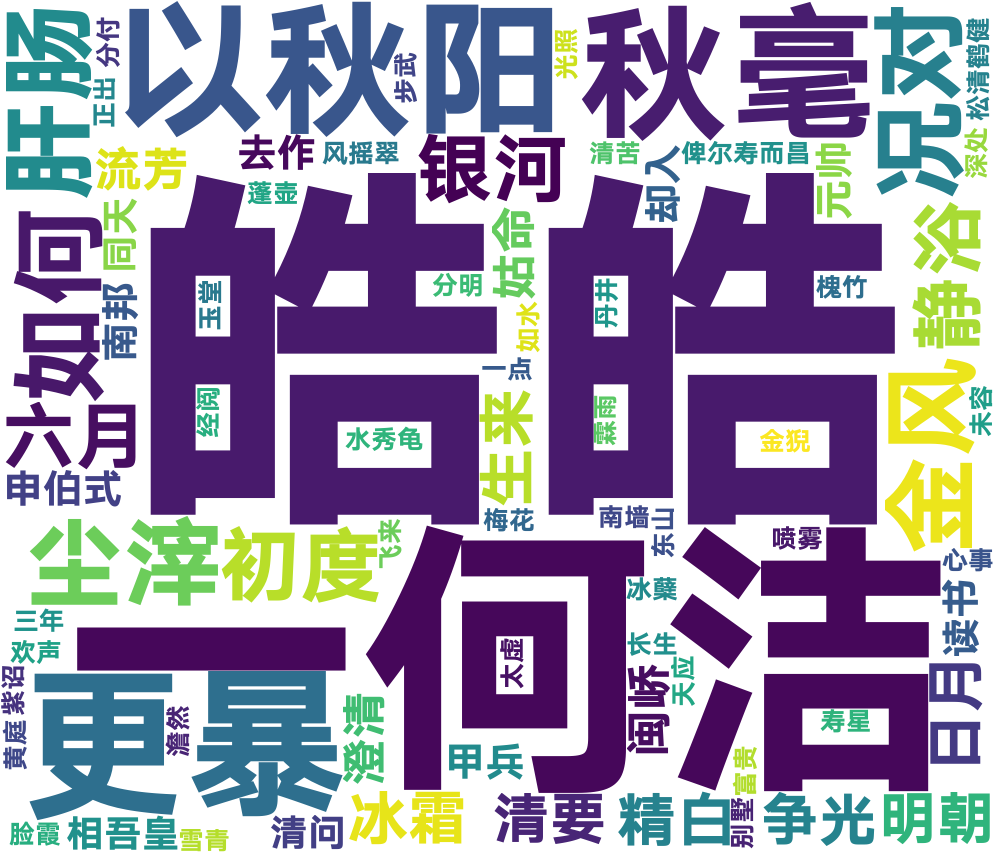 肝肠
分付
正出
以秋阳
步武
光照
秋毫
况对
松清鹤健
深处
流芳
去作
风摇翠
银河
清苦
却入
俾尔寿而昌
元帅
蓬壶
同天
如何
南邦
皓皓
玉堂
分明
姑命
丹井
槐竹
静浴
如水
一点
经阅
水秀龟
生来
霖雨
金猊
金风
未容
六月
申伯式
梅花
南墙
东山
喷雾
心事
尘滓
初度
飞来
一何洁
冰蘖
读书
三年
欢声
太虚
长生
天应
闽峤
日月
紫诏
黄庭
更暴
澹然
澄清
甲兵
寿星
富贵
脸霞
相吾皇
雪青
清问
冰霜
清要
精白
别墅
争光
明朝